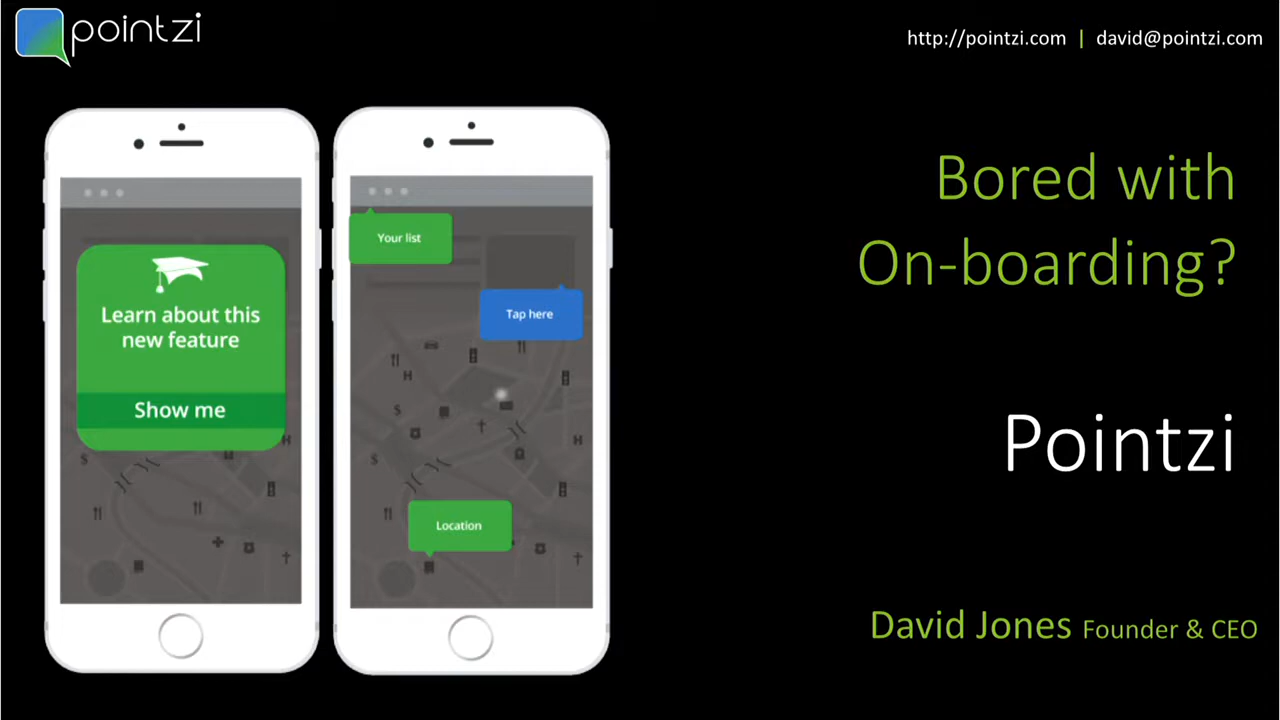 pointzi
http://pointzi.com | david@pointzi.com
Bored with
On-boarding?
Pointzi
David Jones Founder & CEO
Learn about this
new feature
Show me
Your list
Tap here
Location